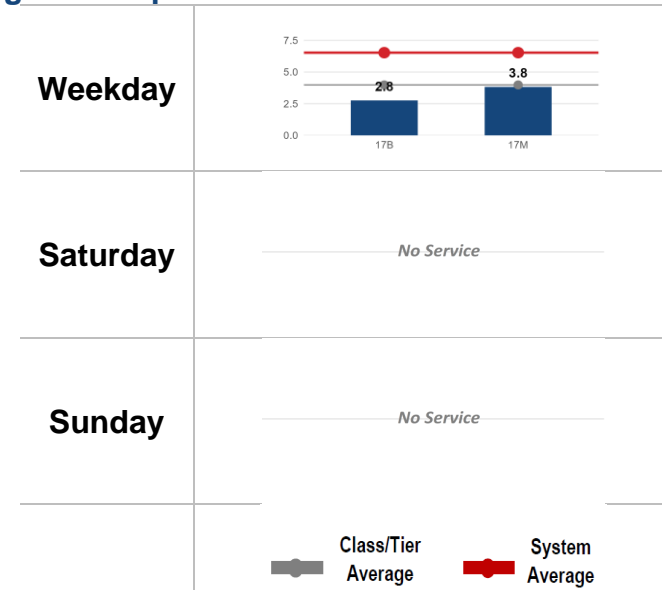 Weekday
7.5
5.0
2.5
0.0
2.8
3.8
17B
17M
Saturday
No Service
Sunday
No Service
Class/Tier
Average
System
Average